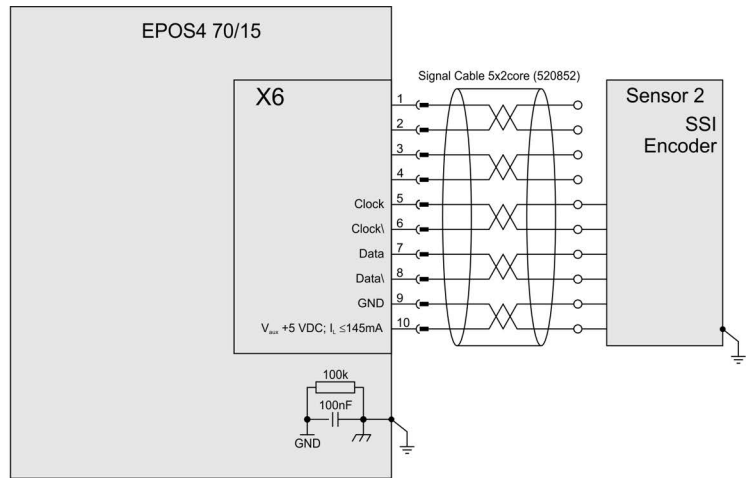 EPOS4 70/15
Signal Cable 5x2core (520852)
X6
Sensor 2
SSI
Encoder
1
2
3
4
Clock 5
Clock\ 6
Data 7
Data\ 8
GND 9
Vaux +5 VDC; IL ≤145mA 10
100k
100nF
GND